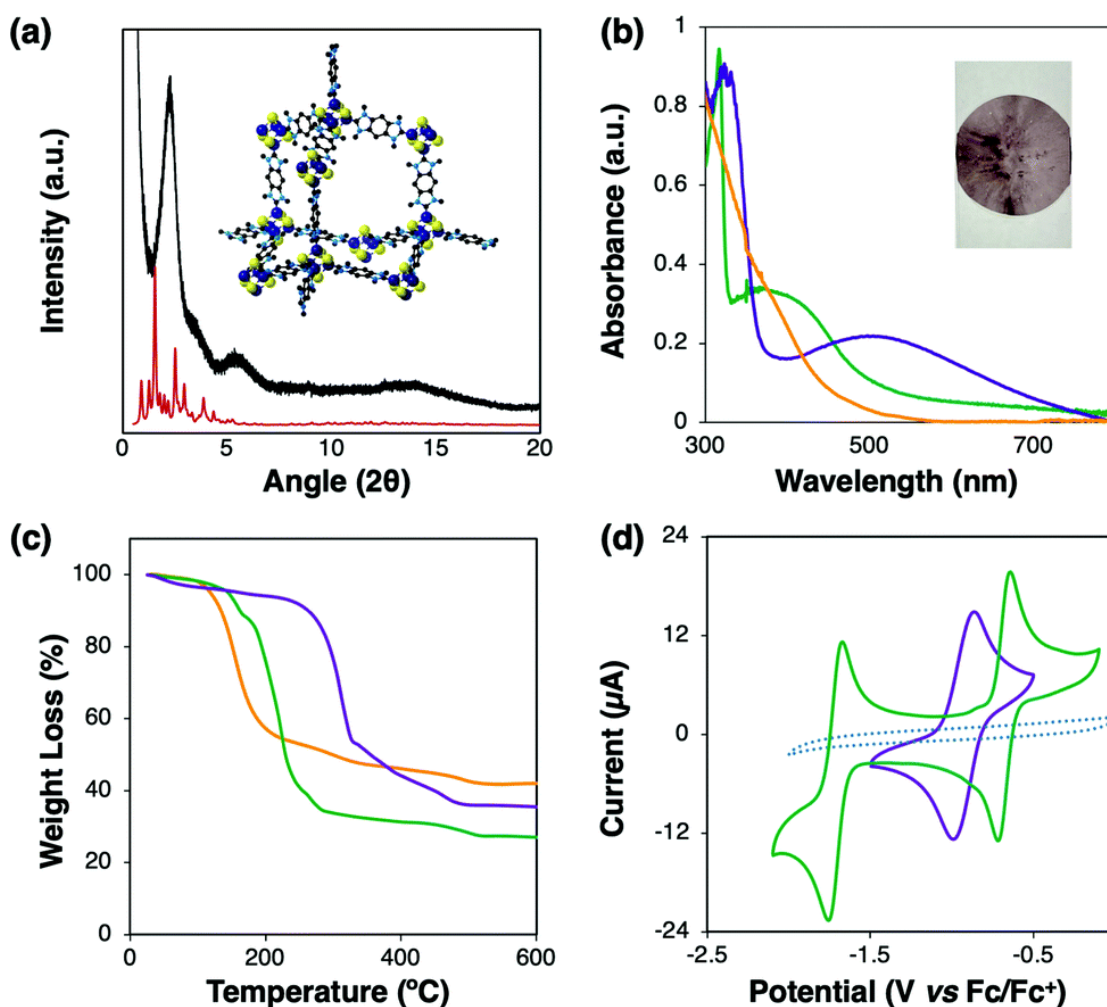 (a)
Intensity (a.u.)
0 5 10 15 20
Angle (2θ)
(b)
Absorbance (a.u.)
1
0.8
0.6
0.4
0.2
0
300 500 700
Wavelength (nm)
(c)
Weight Loss (%)
100
80
60
40
20
0
0 200 400 600
Temperature (ºC)
(d)
Current (µA)
24
12
0
-12
-24
-2.5 -1.5 -0.5
Potential (V vs Fc/Fc⁺)